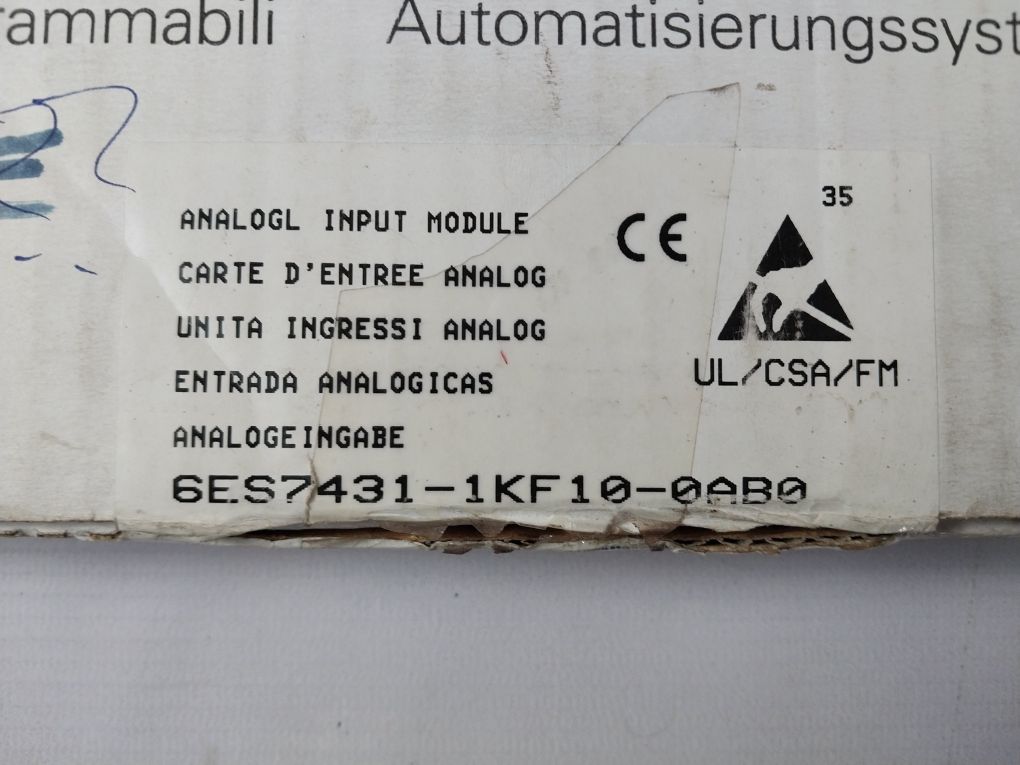 rammabili Automatisierungssyst
35
ANALOGL INPUT MODULE
CE
CARTE D'ENTREE ANALOG
UNITA INGRESSI ANALOG
UL/CSA/FM
ENTRADA ANALOGICAS
ANALOGEINGABE
6ES7431-1KF10-0AB0